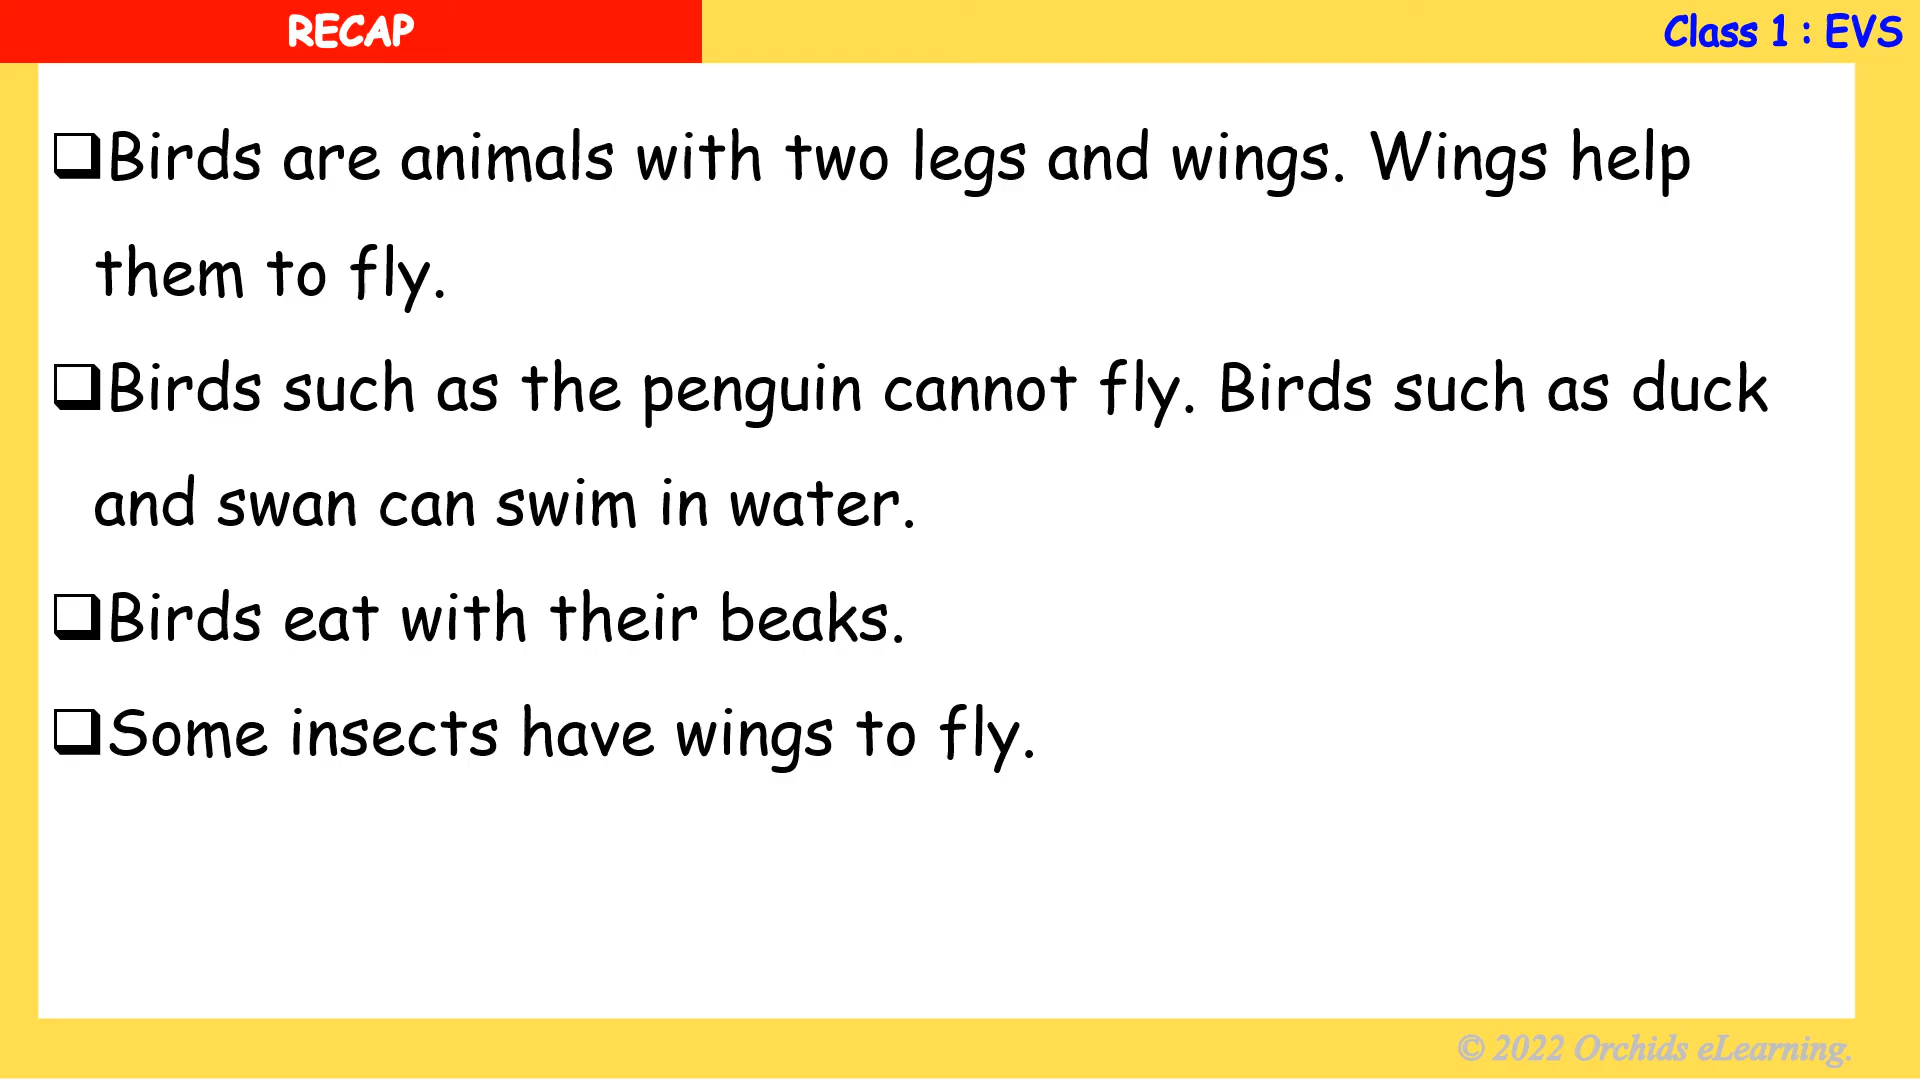 RECAP
Class 1 : EVS
❑Birds are animals with two legs and wings. Wings help
them to fly.
❑Birds such as the penguin cannot fly. Birds such as duck
and swan can swim in water.
❑Birds eat with their beaks.
❑Some insects have wings to fly.
© 2022 Orchids eLearning.